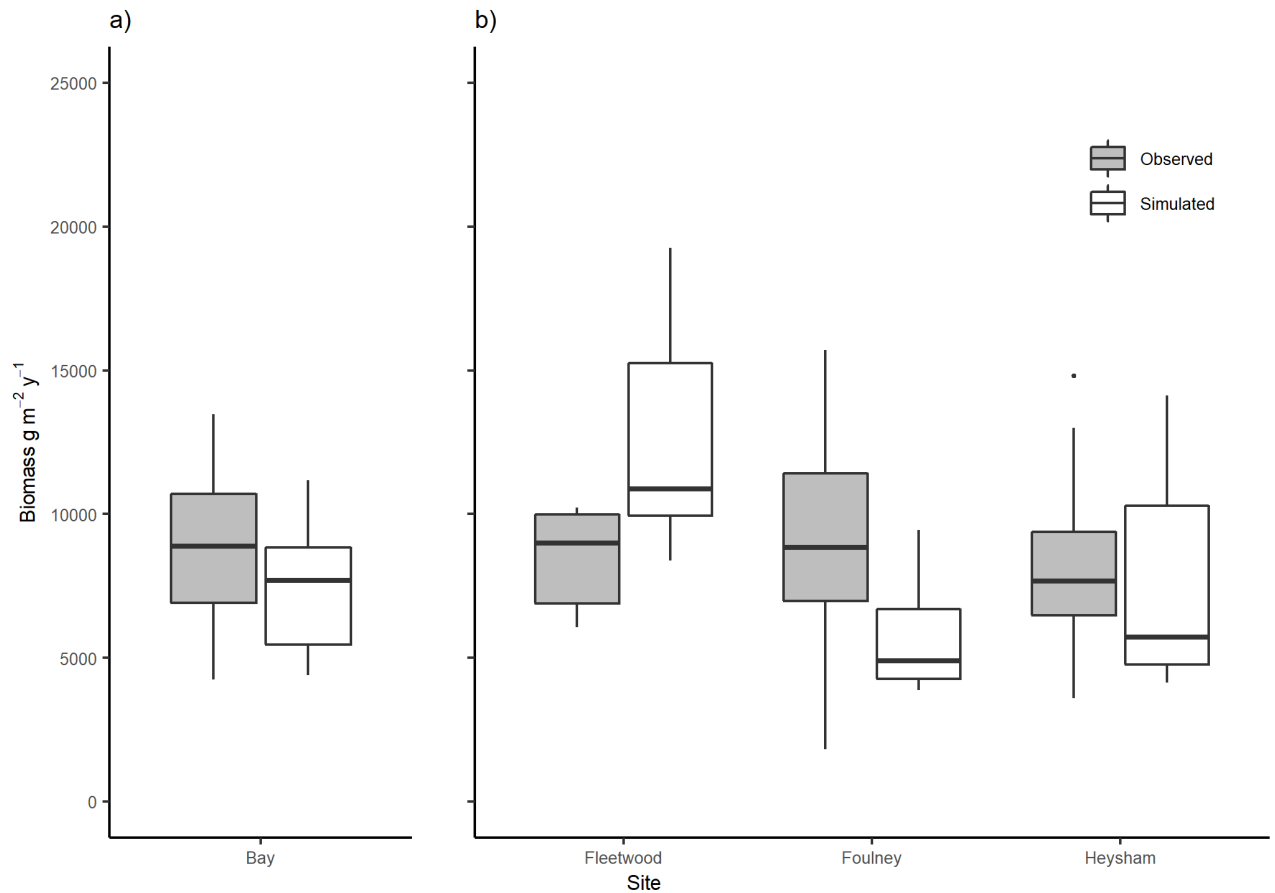 a)
b)
25000
20000
15000
10000
5000
0
Biomass g m⁻² y⁻¹
Observed
Simulated
Bay
Fleetwood
Foulney
Heysham
Site